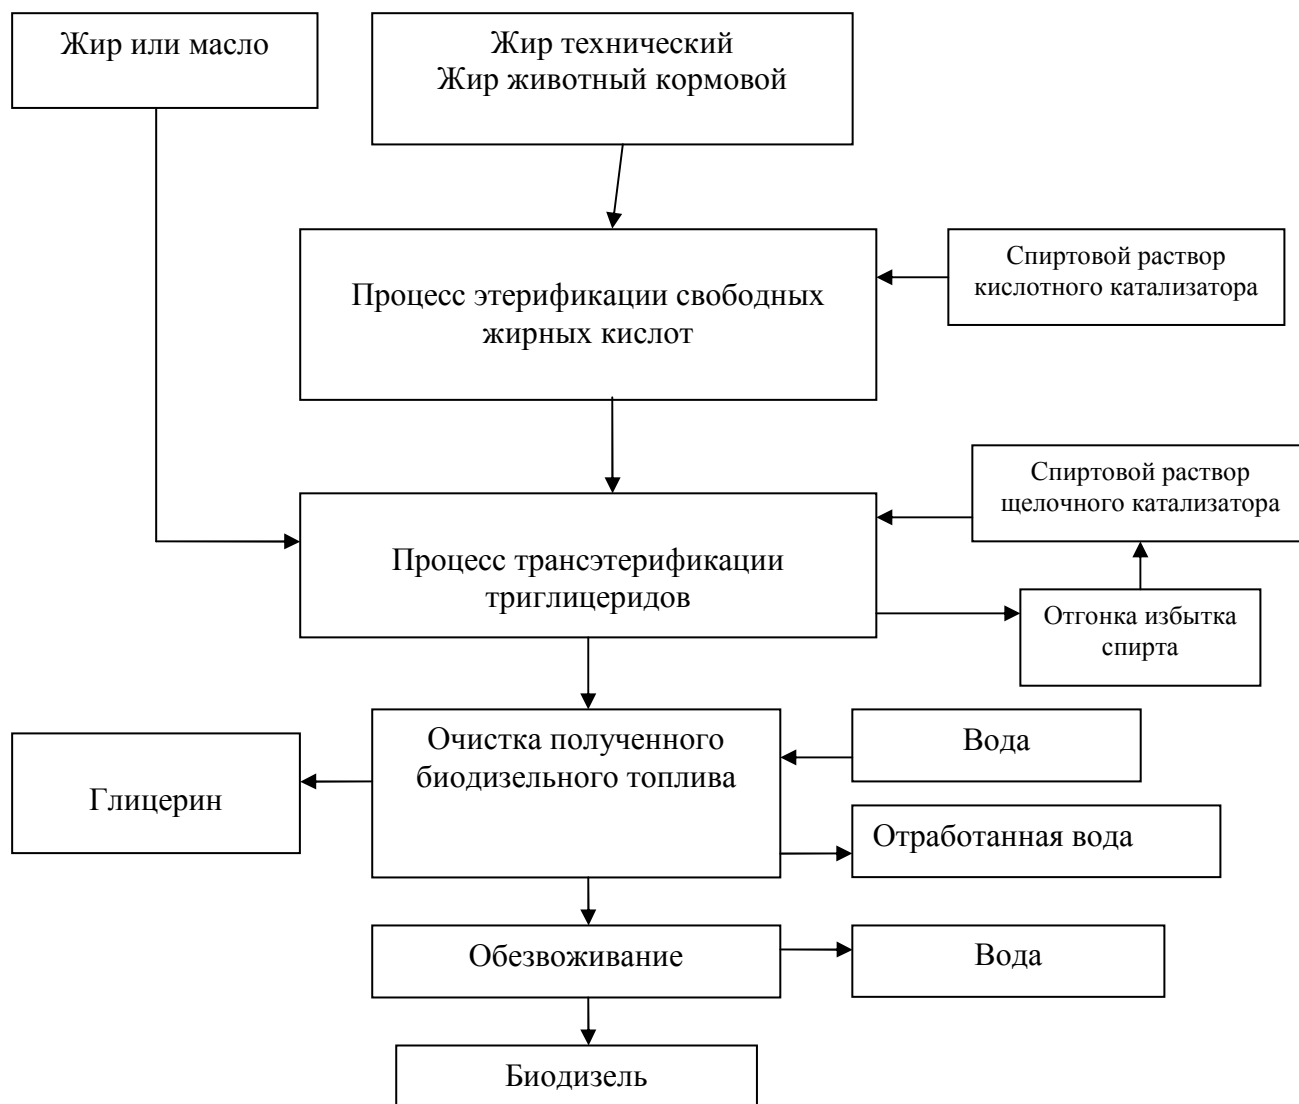 Жир или масло
Жир технический
Жир животный кормовой
Процесс этерификации свободных
жирных кислот
Спиртовой раствор
кислотного катализатора
Спиртовой раствор
щелочного катализатора
Процесс трансэтерификации
триглицеридов
Отгонка избытка
спирта
Очистка полученного
биодизельного топлива
Вода
Глицерин
Отработанная вода
Обезвоживание
Вода
Биодизель